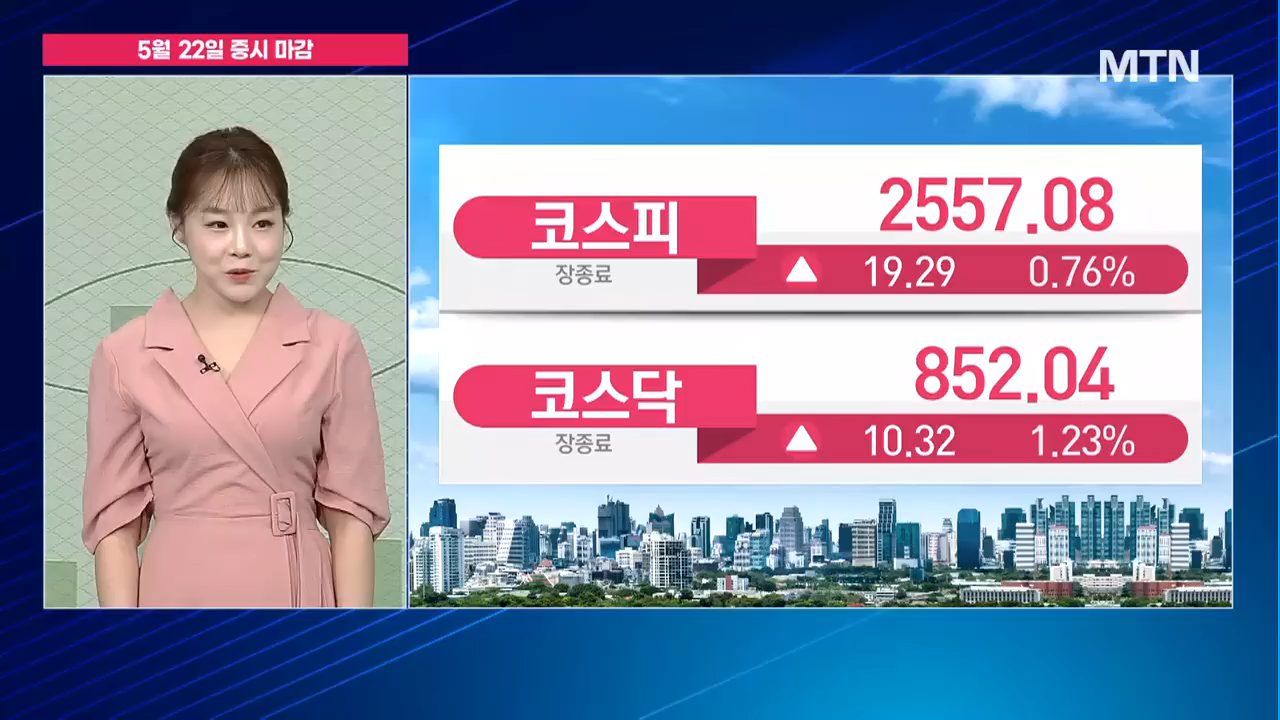 5월 22일 증시 마감
MTN
코스피
2557.08
장종료
▲ 19.29 0.76%
코스닥
852.04
장종료
▲ 10.32 1.23%